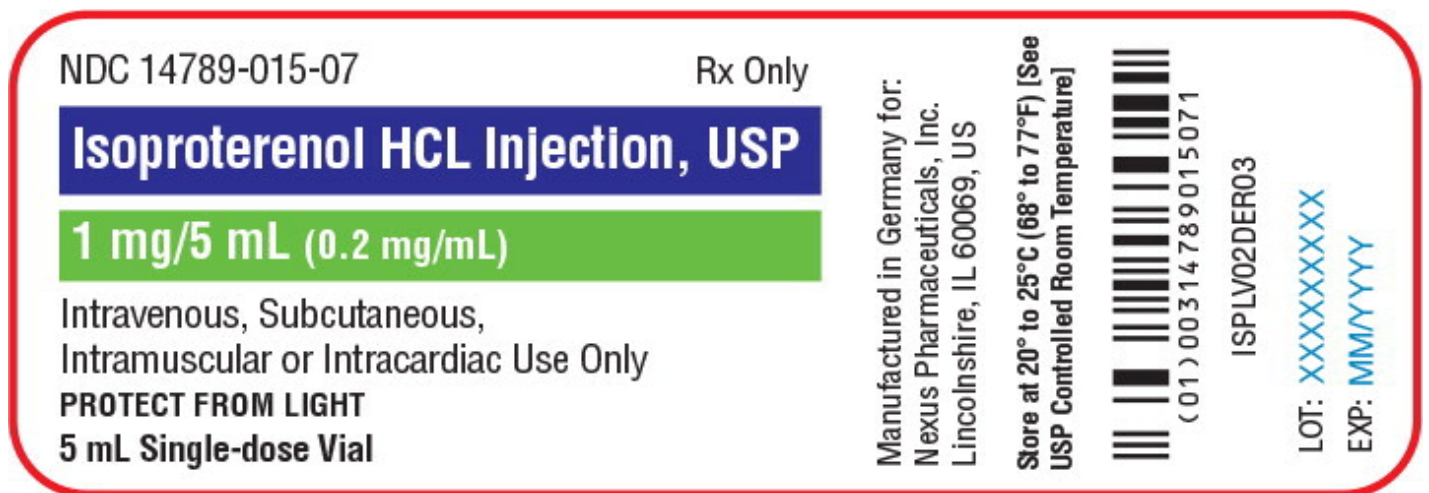 NDC 14789-015-07
Rx Only
Isoproterenol HCL Injection, USP
1 mg/5 mL (0.2 mg/mL)
Intravenous, Subcutaneous,
Intramuscular or Intracardiac Use Only
PROTECT FROM LIGHT
5 mL Single-dose Vial
Manufactured in Germany for:
Nexus Pharmaceuticals, Inc.
Lincolnshire, IL 60069, US
Store at 20° to 25°C (68° to 77°F) [See
USP Controlled Room Temperature]
(01)00314789015071
ISPLV02DER03
LOT: XXXXXXXX
EXP: MM/YYYY